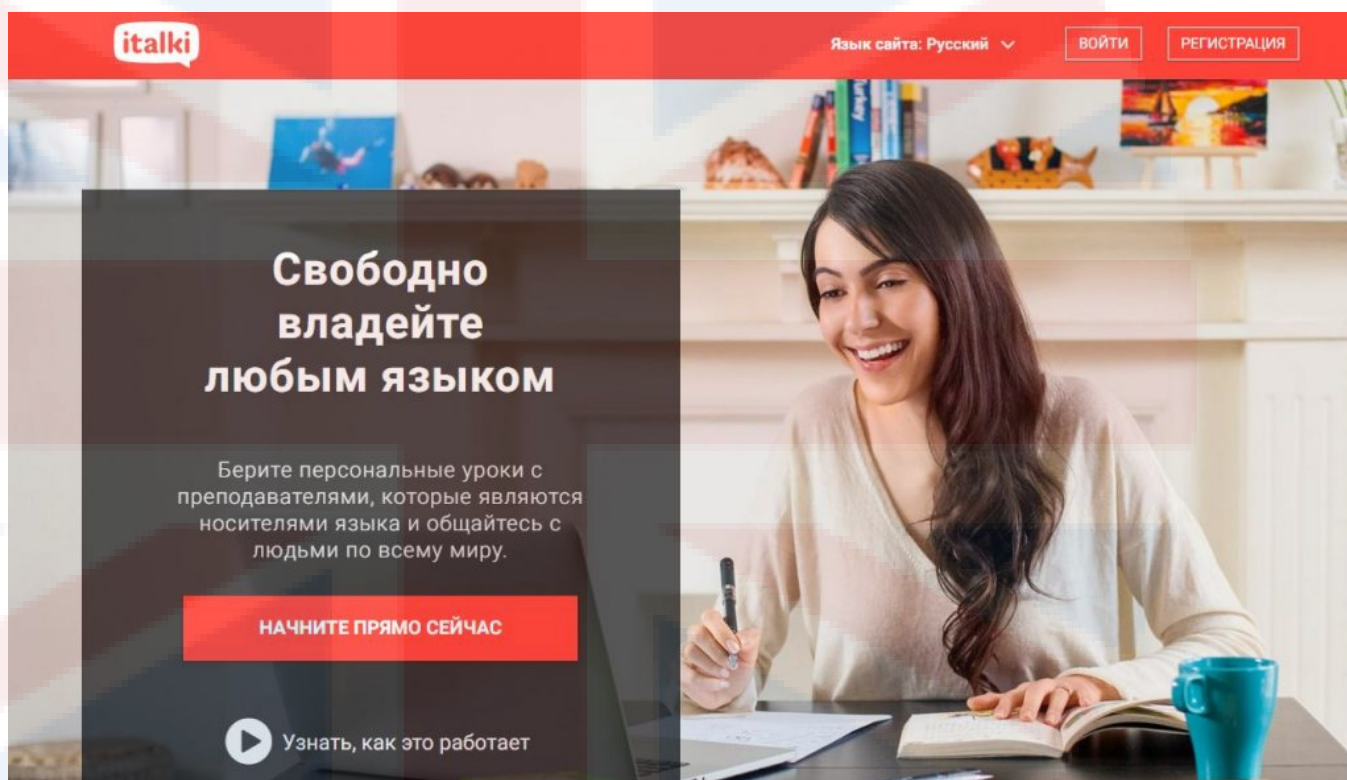 italki
Язык сайта: Русский
ВОЙТИ
РЕГИСТРАЦИЯ
Turkey
Свободно
владейте
любым языком
Берите персональные уроки с
преподавателями, которые являются
носителями языка и общайтесь с
людьми по всему миру.
НАЧНИТЕ ПРЯМО СЕЙЧАС
Узнать, как это работает